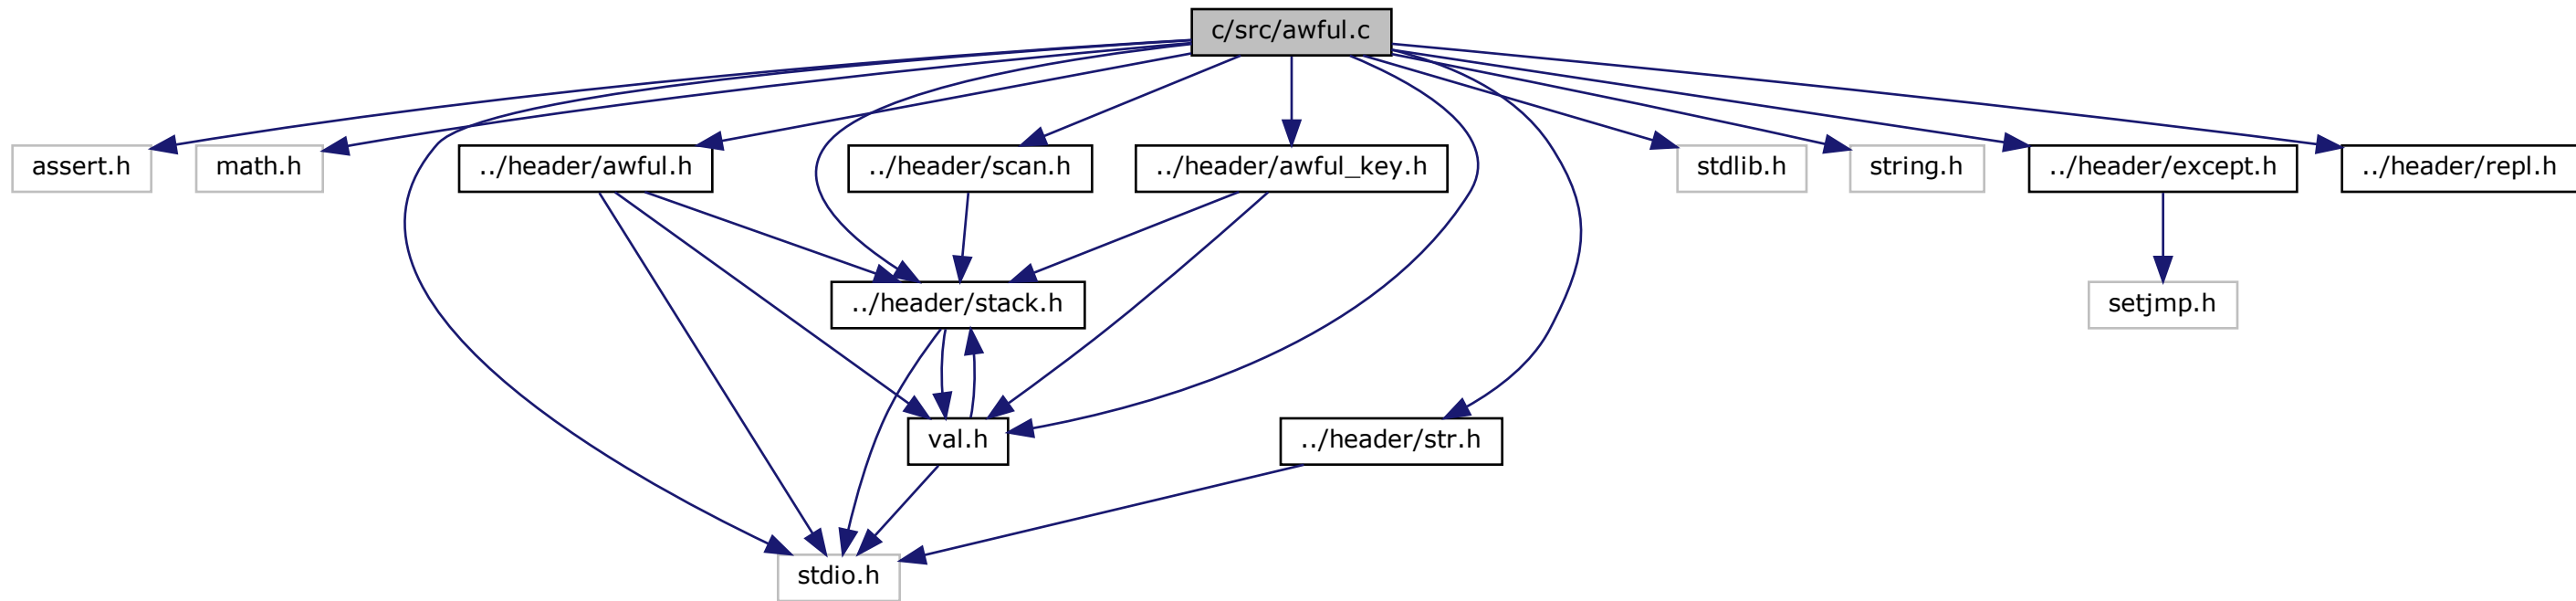 c/src/awful.c
assert.h
math.h
../header/awful.h
../header/scan.h
../header/awful_key.h
stdlib.h
string.h
../header/except.h
../header/repl.h
../header/stack.h
setjmp.h
val.h
../header/str.h
stdio.h